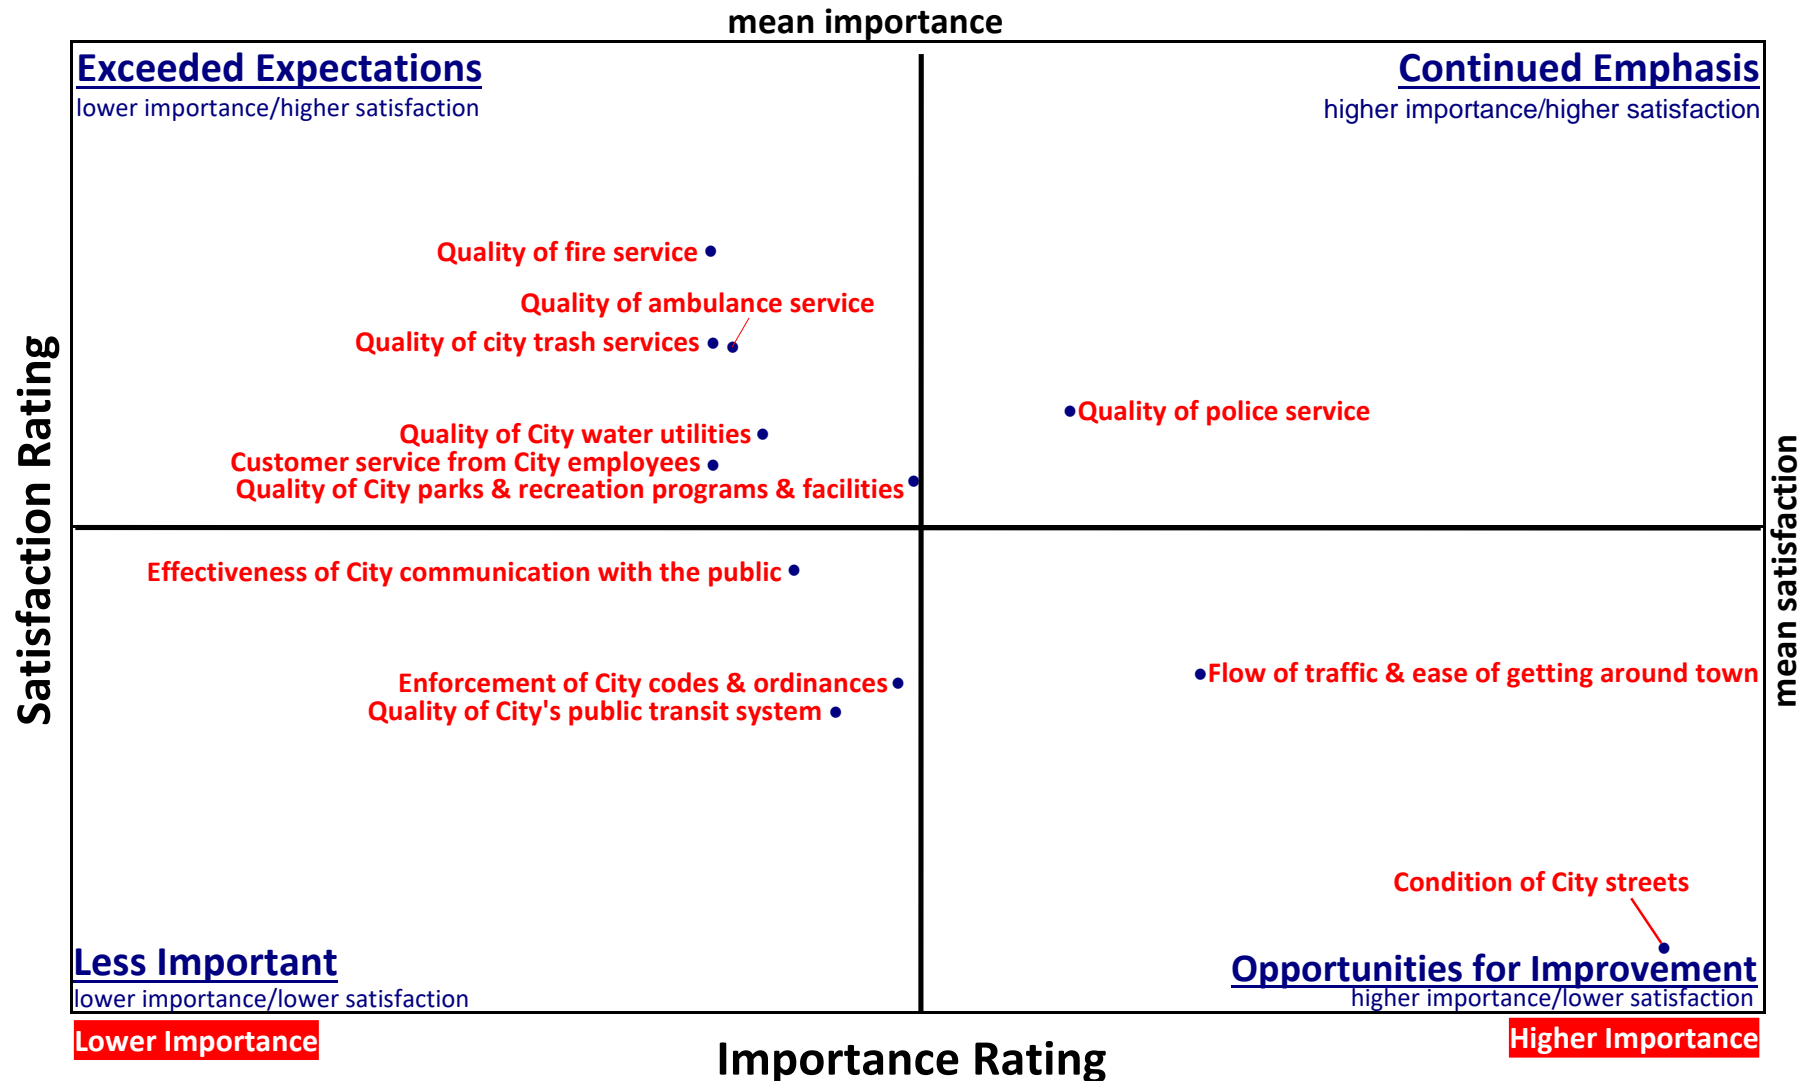 mean importance
Exceeded Expectations
lower importance/higher satisfaction
Continued Emphasis
higher importance/higher satisfaction
Quality of fire service
Quality of ambulance service
Quality of city trash services
Quality of police service
Quality of City water utilities
Customer service from City employees
Quality of City parks & recreation programs & facilities
Satisfaction Rating
mean satisfaction
Effectiveness of City communication with the public
Flow of traffic & ease of getting around town
Enforcement of City codes & ordinances
Quality of City's public transit system
Condition of City streets
Less Important
lower importance/lower satisfaction
Opportunities for Improvement
higher importance/lower satisfaction
Lower Importance
Importance Rating
Higher Importance